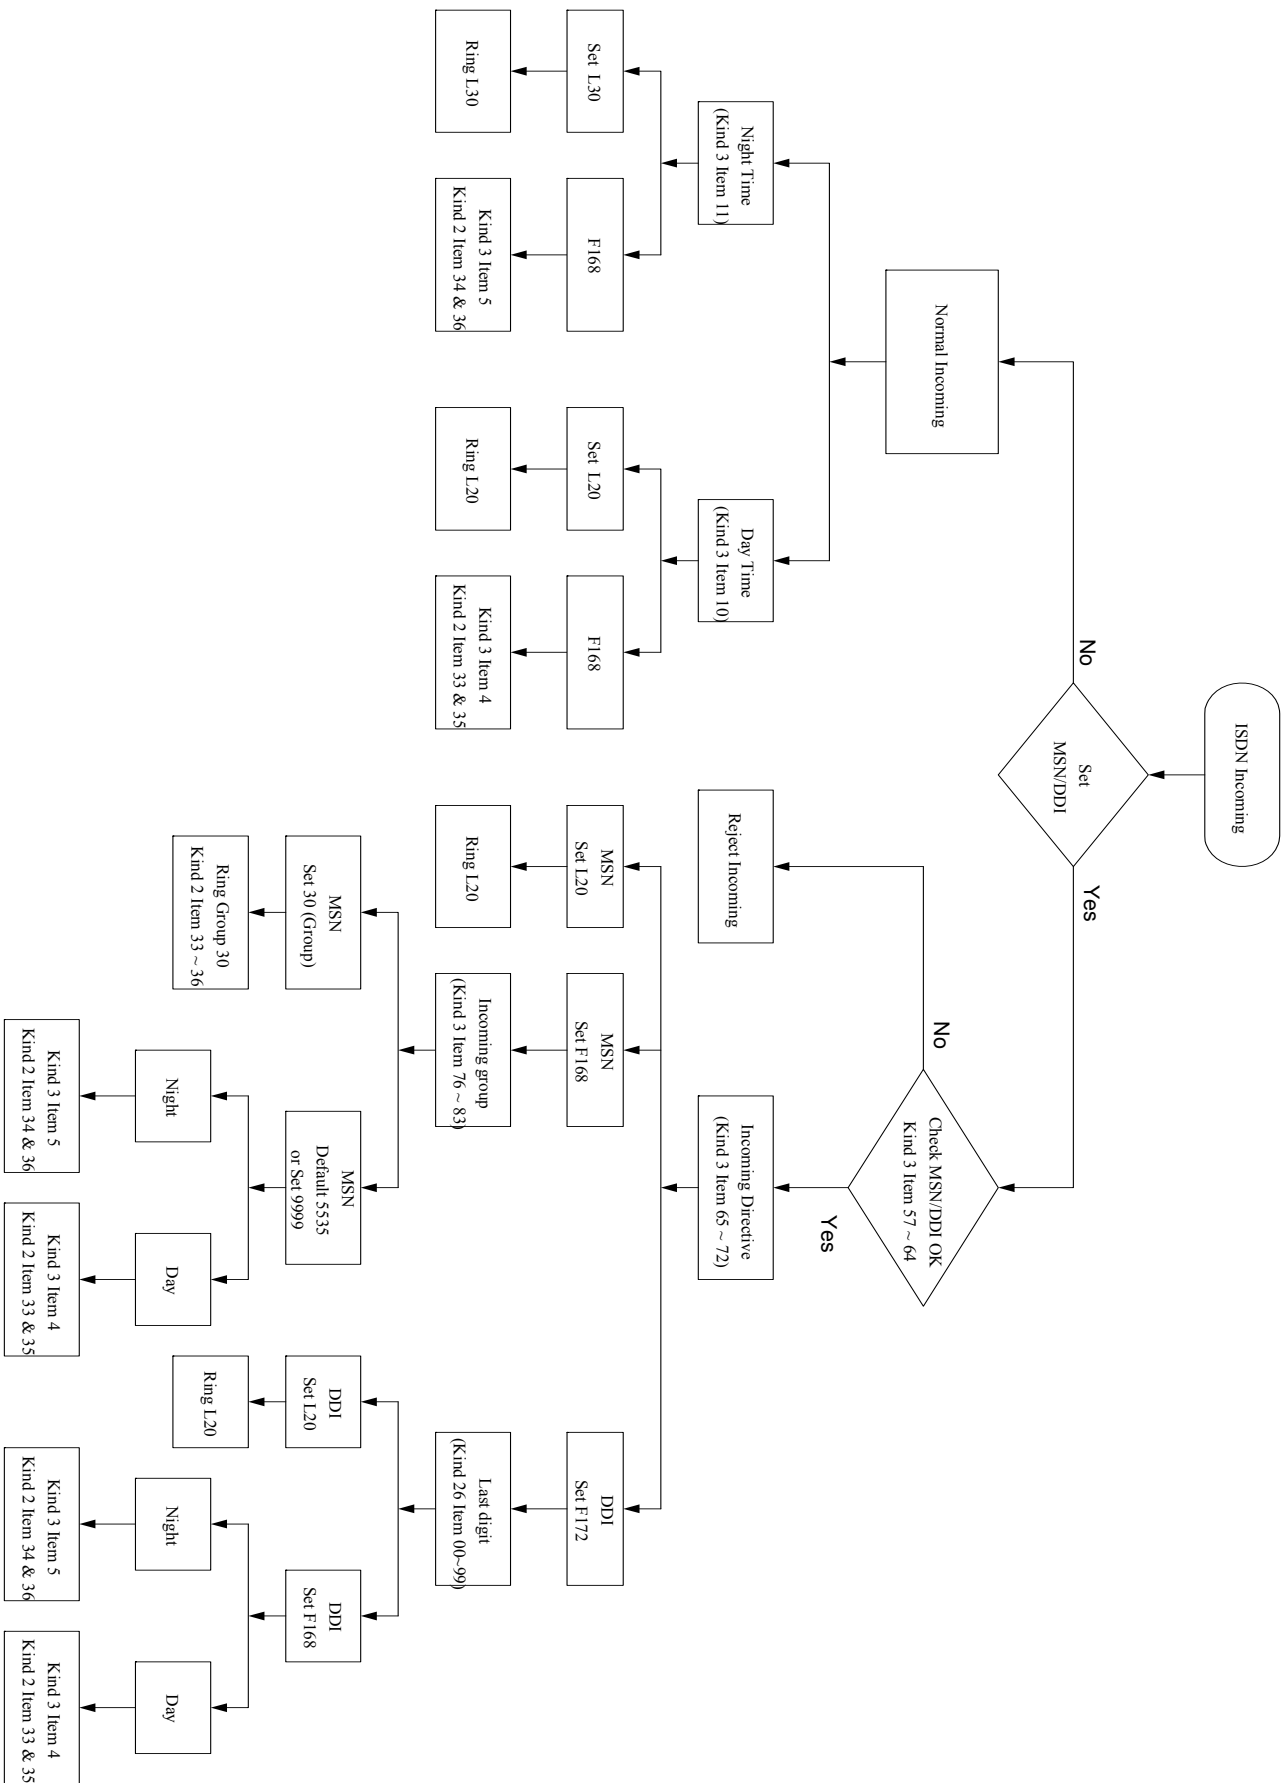 ISDN Incoming
Set
MSN/DDI
No
Yes
Normal Incoming
Check MSN/DDI OK
Kind 3 Item 57 ~ 64
No
Yes
Night Time
(Kind 3 Item 11)
Day Time
(Kind 3 Item 10)
Reject Incoming
Incoming Directive
(Kind 3 Item 65 ~ 72)
Set L30
F168
Set L20
F168
MSN
Set L20
MSN
Set F168
DDI
Set F172
Ring L30
Kind 3 Item 5
Kind 2 Item 34 & 36
Ring L20
Kind 3 Item 4
Kind 2 Item 33 & 35
Ring L20
Incoming group
(Kind 3 Item 76 ~ 83)
Last digit
(Kind 26 Item 00~99)
MSN
Set 30 (Group)
MSN
Default 5535
or Set 9999
DDI
Set L20
DDI
Set F168
Ring Group 30
Kind 2 Item 33 ~ 36
Night
Day
Ring L20
Night
Day
Kind 3 Item 5
Kind 2 Item 34 & 36
Kind 3 Item 4
Kind 2 Item 33 & 35
Kind 3 Item 5
Kind 2 Item 34 & 36
Kind 3 Item 4
Kind 2 Item 33 & 35